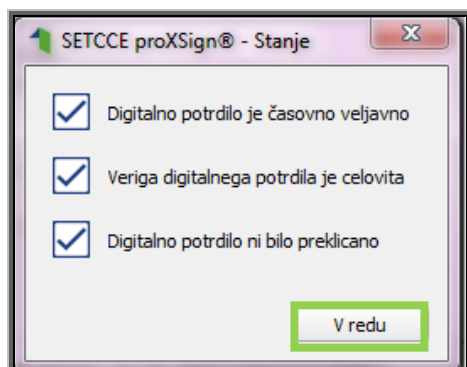 SETCCE proXSign® - Stanje
Digitalno potrdilo je časovno veljavno
Veriga digitalnega potrdila je celovita
Digitalno potrdilo ni bilo preklicano
V redu